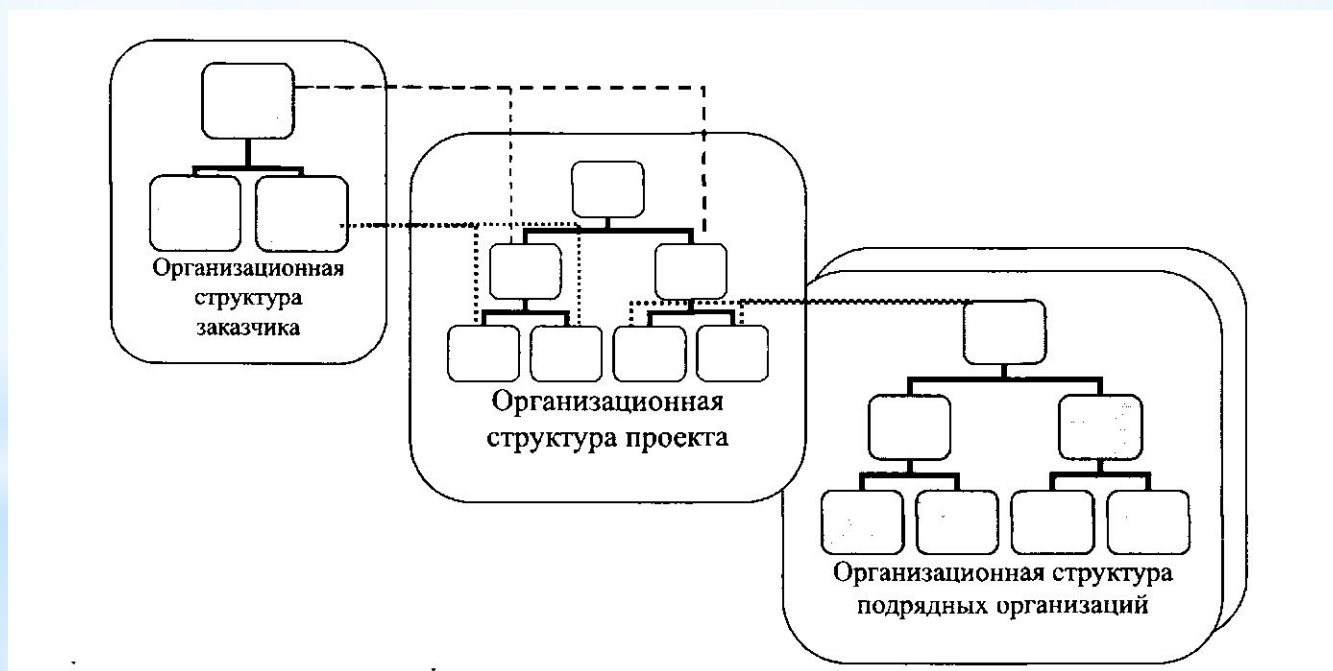 Организационная
структура
заказчика
Организационная
структура проекта
Организационная структура
подрядных организаций